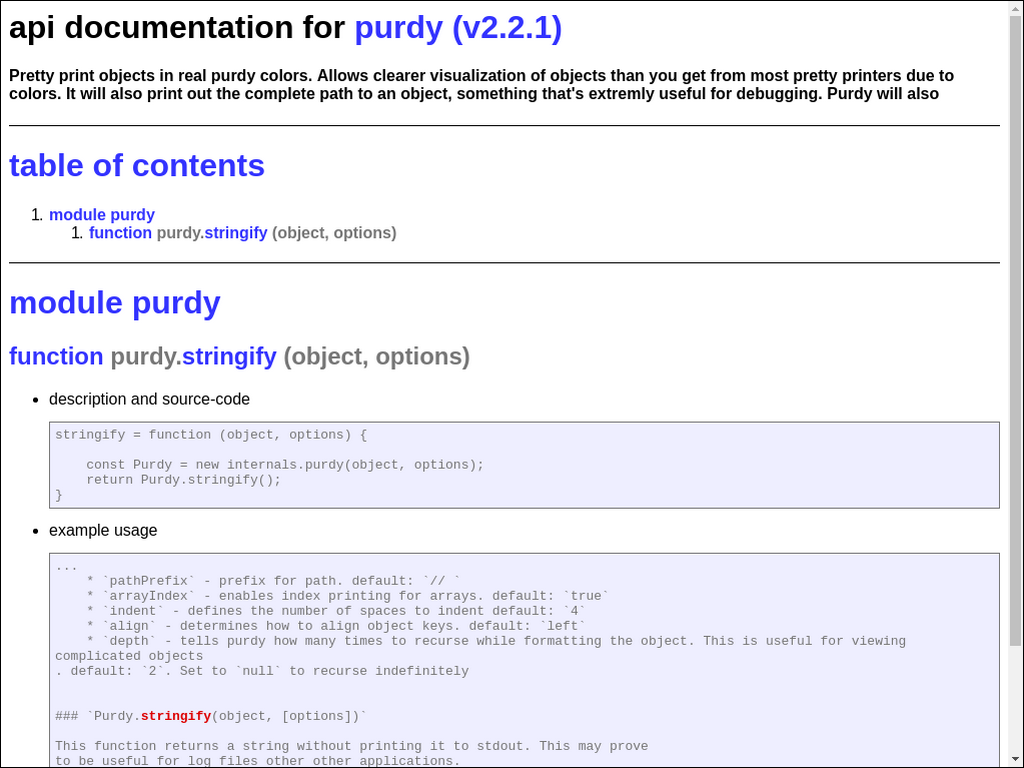 api documentation for purdy (v2.2.1)
Pretty print objects in real purdy colors. Allows clearer visualization of objects than you get from most pretty printers due to
colors. It will also print out the complete path to an object, something that's extremly useful for debugging. Purdy will also
table of contents
1. module purdy
1. function purdy.stringify (object, options)
module purdy
function purdy.stringify (object, options)
• description and source-code
stringify = function (object, options) {
    const Purdy = new internals.purdy(object, options);
    return Purdy.stringify();
}
• example usage
...
    * `pathPrefix` - prefix for path. default: `// `
    * `arrayIndex` - enables index printing for arrays. default: `true`
    * `indent` - defines the number of spaces to indent default: `4`
    * `align` - determines how to align object keys. default: `left`
    * `depth` - tells purdy how many times to recurse while formatting the object. This is useful for viewing
complicated objects
. default: `2`. Set to `null` to recurse indefinitely
### `Purdy.stringify(object, [options])`
This function returns a string without printing it to stdout. This may prove
to be useful for log files other other applications.